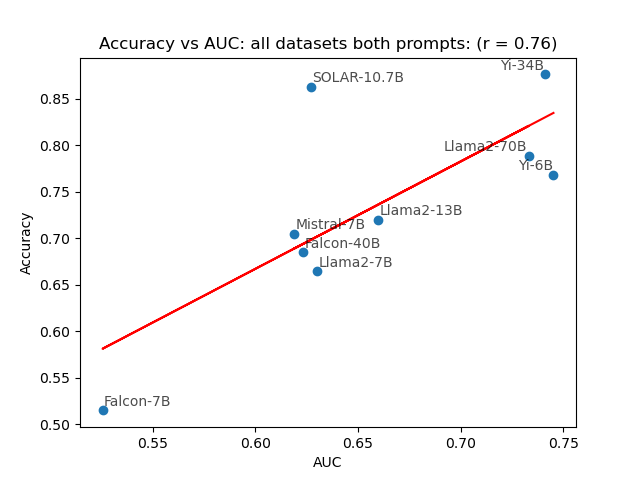 Accuracy vs AUC: all datasets both prompts: (r = 0.76)
Yi-34B
SOLAR-10.7B
0.85
0.80
Llama2-70B
Yi-6B
0.75
Llama2-13B
Mistral-7B
0.70
Falcon-40B
Llama2-7B
0.65
0.60
0.55
Falcon-7B
0.50
Accuracy
0.55 0.60 0.65 0.70 0.75
AUC